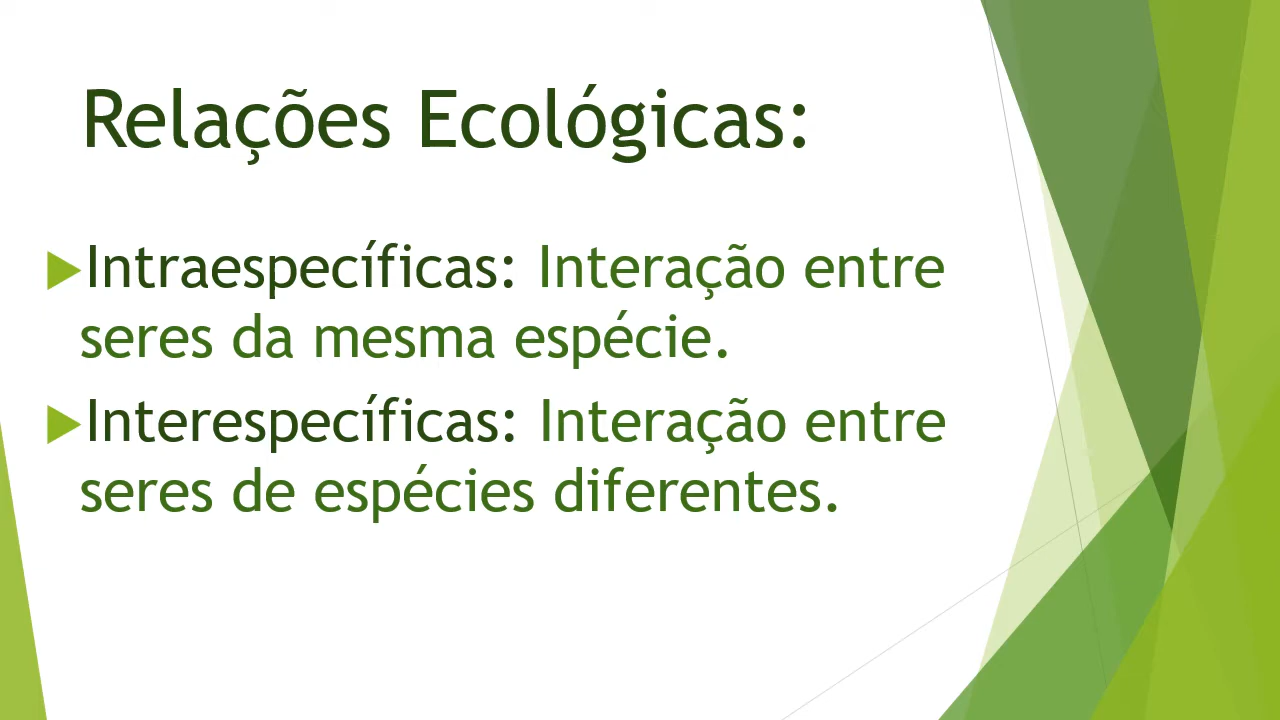 Relações Ecológicas:
Intraespecíficas: Interação entre
seres da mesma espécie.
Interespecíficas: Interação entre
seres de espécies diferentes.